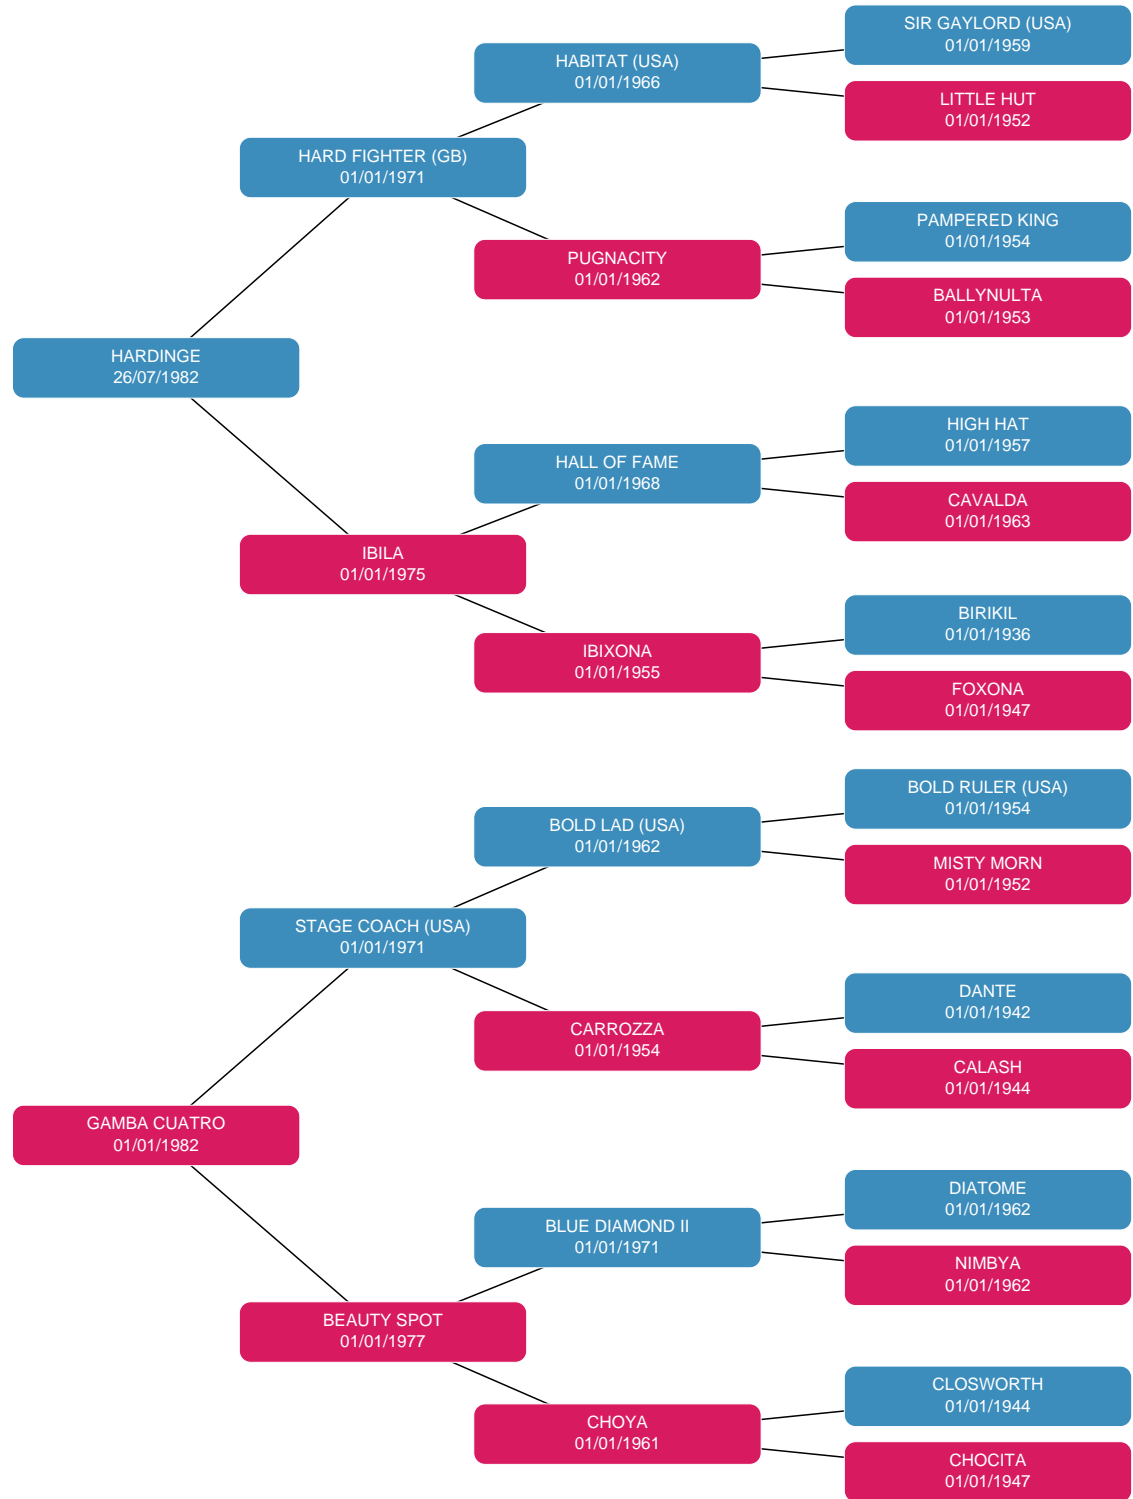 SIR GAYLORD (USA)
01/01/1959
HABITAT (USA)
01/01/1966
LITTLE HUT
01/01/1952
HARD FIGHTER (GB)
01/01/1971
PAMPERED KING
01/01/1954
PUGNACITY
01/01/1962
BALLYNULTA
01/01/1953
HARDINGE
26/07/1982
HIGH HAT
01/01/1957
HALL OF FAME
01/01/1968
CAVALDA
01/01/1963
IBILA
01/01/1975
BIRIKIL
01/01/1936
IBIXONA
01/01/1955
FOXONA
01/01/1947
BOLD RULER (USA)
01/01/1954
BOLD LAD (USA)
01/01/1962
MISTY MORN
01/01/1952
STAGE COACH (USA)
01/01/1971
DANTE
01/01/1942
CARROZZA
01/01/1954
CALASH
01/01/1944
GAMBA CUATRO
01/01/1982
DIATOME
01/01/1962
BLUE DIAMOND II
01/01/1971
NIMBYA
01/01/1962
BEAUTY SPOT
01/01/1977
CLOSWORTH
01/01/1944
CHOYA
01/01/1961
CHOCITA
01/01/1947